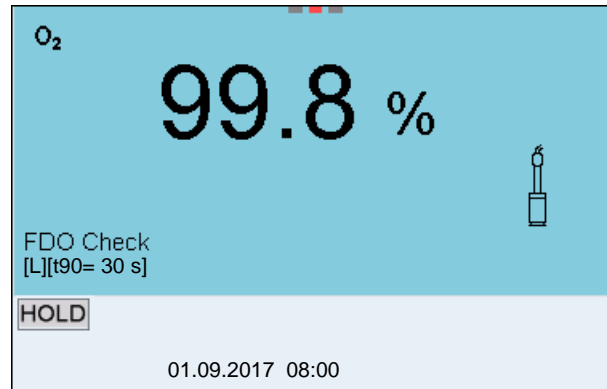 O₂
99.8 %
FDO Check
[L][t90= 30 s]
HOLD
01.09.2017 08:00